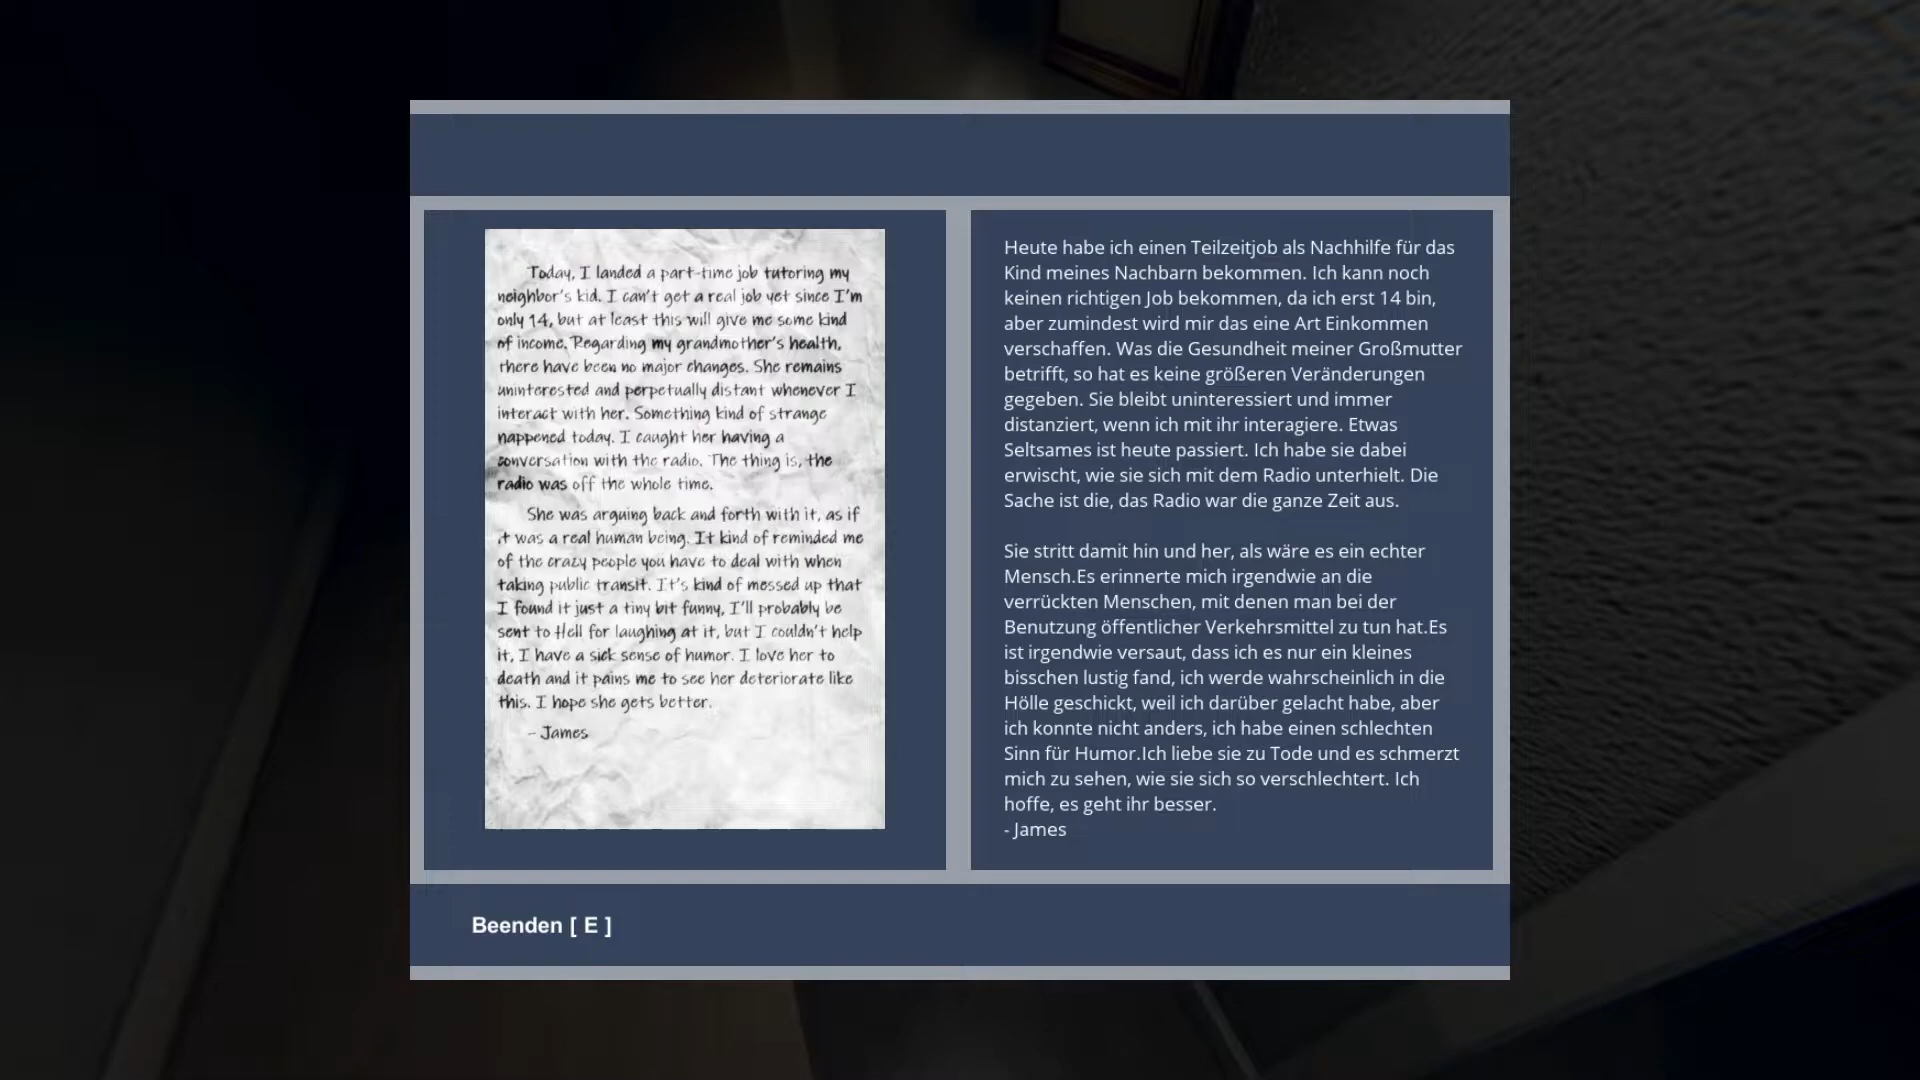 Today, I landed a part-time job tutoring my
neighbor's kid. I can't get a real job yet since I'm
only 14, but at least this will give me some kind
of income. Regarding my grandmother's health,
there have been no major changes. She remains
uninterested and perpetually distant whenever I
interact with her. Something kind of strange
happened today. I caught her having a
conversation with the radio. The thing is, the
radio was off the whole time.
She was arguing back and forth with it, as if
it was a real human being. It kind of reminded me
of the crazy people you have to deal with when
taking public transit. It's kind of messed up that
I found it just a tiny bit funny, I'll probably be
sent to Hell for laughing at it, but I couldn't help
it, I have a sick sense of humor. I love her to
death and it pains me to see her deteriorate like
this. I hope she gets better.
- James
Heute habe ich einen Teilzeitjob als Nachhilfe für das
Kind meines Nachbarn bekommen. Ich kann noch
keinen richtigen Job bekommen, da ich erst 14 bin,
aber zumindest wird mir das eine Art Einkommen
verschaffen. Was die Gesundheit meiner Großmutter
betrifft, so hat es keine größeren Veränderungen
gegeben. Sie bleibt uninteressiert und immer
distanziert, wenn ich mit ihr interagiere. Etwas
Seltsames ist heute passiert. Ich habe sie dabei
erwischt, wie sie sich mit dem Radio unterhielt. Die
Sache ist die, das Radio war die ganze Zeit aus.
Sie stritt damit hin und her, als wäre es ein echter
Mensch.Es erinnerte mich irgendwie an die
verrückten Menschen, mit denen man bei der
Benutzung öffentlicher Verkehrsmittel zu tun hat.Es
ist irgendwie versaut, dass ich es nur ein kleines
bisschen lustig fand, ich werde wahrscheinlich in die
Hölle geschickt, weil ich darüber gelacht habe, aber
ich konnte nicht anders, ich habe einen schlechten
Sinn für Humor.Ich liebe sie zu Tode und es schmerzt
mich zu sehen, wie sie sich so verschlechtert. Ich
hoffe, es geht ihr besser.
- James
Beenden [ E ]